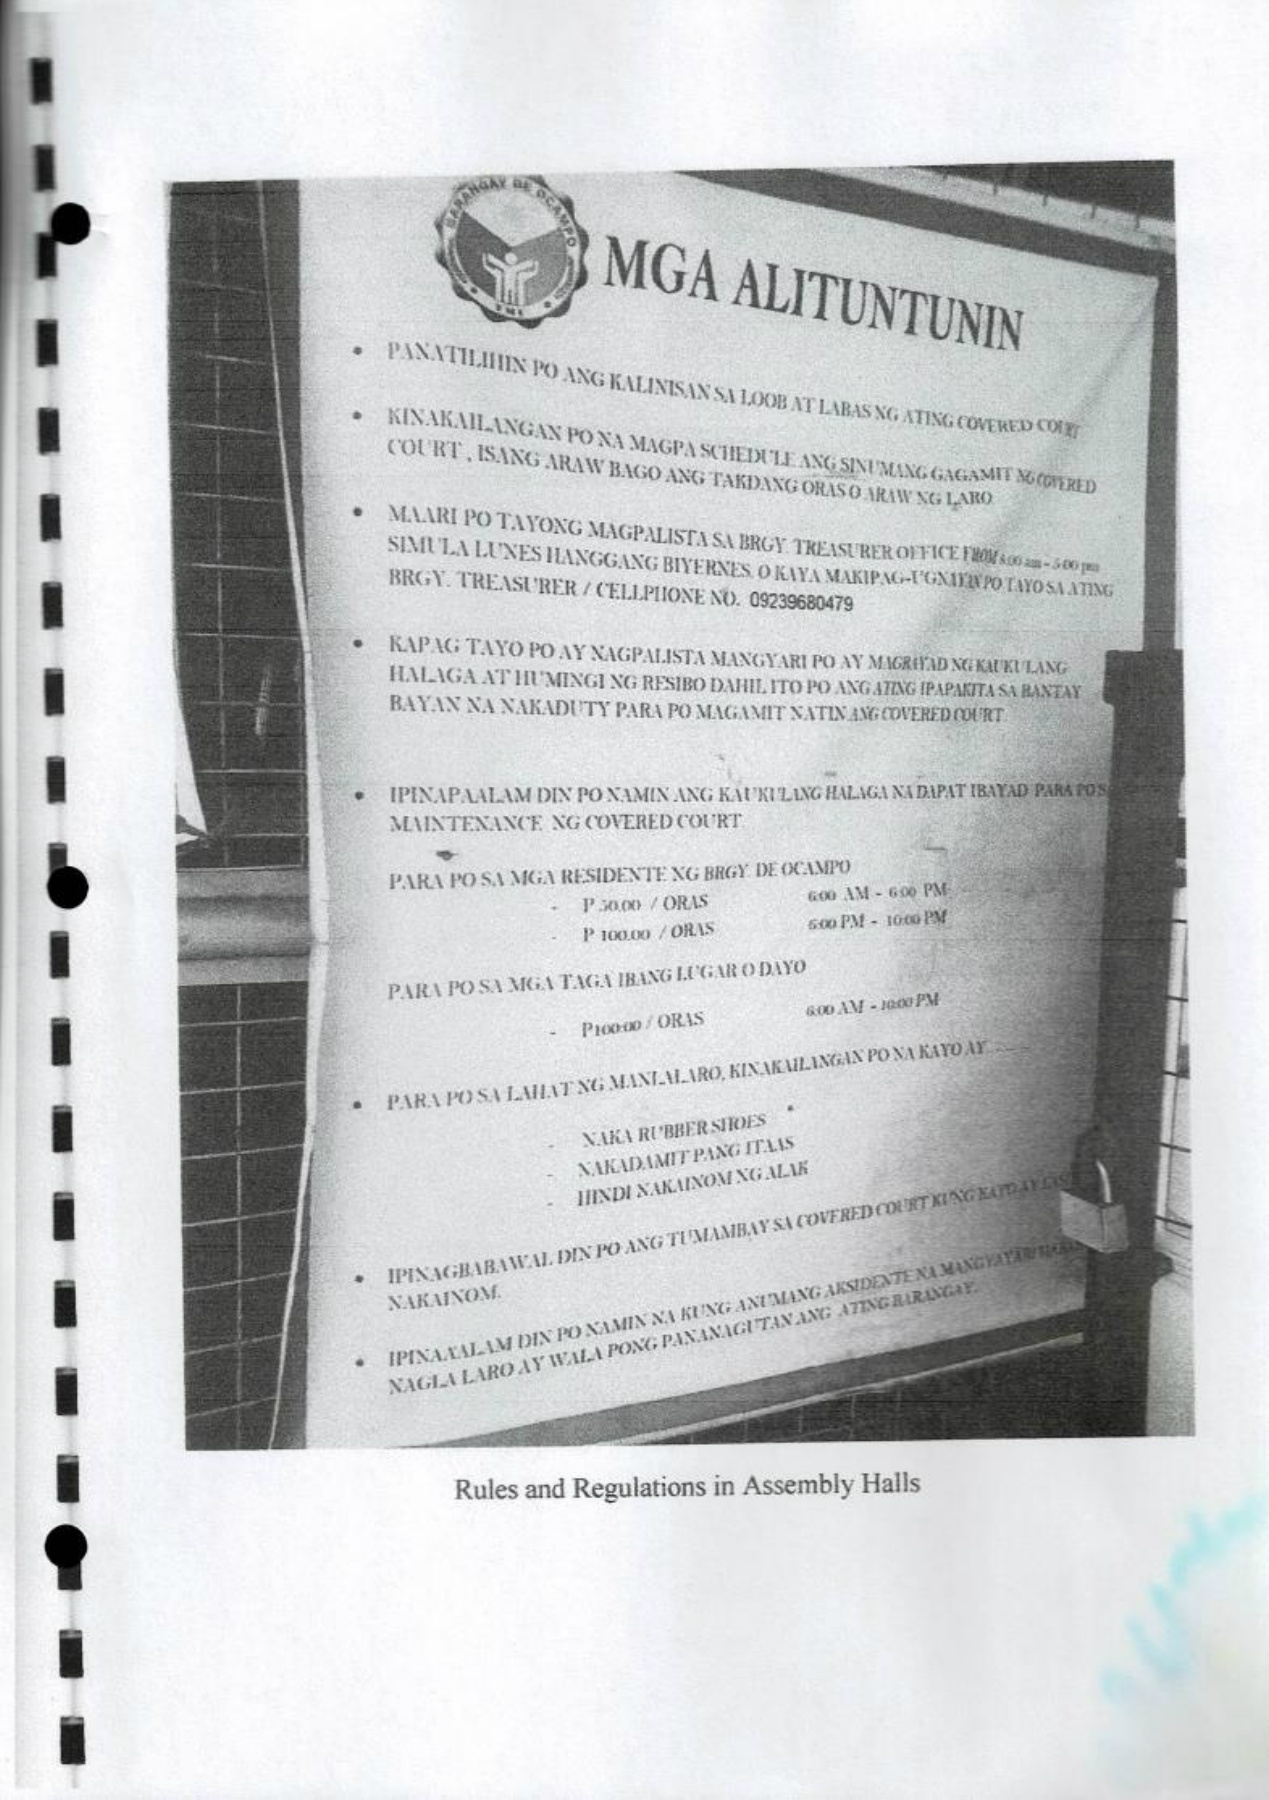 BARANGAY DE OCAMPO
TMC
MGA ALITUNTUNIN
• PANATILIHIN PO ANG KALINISAN SA LOOB AT LABAS NG ATING COVERED COURT
• KINAKAILANGAN PO NA MAGPA SCHEDULE ANG SINUMANG GAGAMIT NG COVERED
COURT , ISANG ARAW BAGO ANG TAKDANG ORAS O ARAW NG LARO
• MAARI PO TAYONG MAGPALISTA SA BRGY. TREASURER OFFICE FROM 8:00 am - 5:00 pm
SIMULA LUNES HANGGANG BIYERNES. O KAYA MAKIPAG-UGNAYAN PO TAYO SA ATING
BRGY. TREASURER / CELLPHONE NO. 09239680479
• KAPAG TAYO PO AY NAGPALISTA MANGYARI PO AY MAGBAYAD NG KAUKULANG
HALAGA AT HUMINGI NG RESIBO DAHIL ITO PO ANG ATING IPAPAKITA SA BANTAY
BAYAN NA NAKADUTY PARA PO MAGAMIT NATIN ANG COVERED COURT.
• IPINAPAALAM DIN PO NAMIN ANG KAUKULANG HALAGA NA DAPAT IBAYAD PARA PO S
MAINTENANCE NG COVERED COURT.
PARA PO SA MGA RESIDENTE NG BRGY. DE OCAMPO
- P 50.00 / ORAS 6:00 AM - 6:00 PM
- P 100.00 / ORAS 6:00 PM - 10:00 PM
PARA PO SA MGA TAGA IBANG LUGAR O DAYO
- P100:00 / ORAS 6:00 AM - 10:00 PM
• PARA PO SA LAHAT NG MANLALARO, KINAKAILANGAN PO NA KAYO AY ........
- NAKA RUBBER SHOES
- NAKADAMIT PANG ITAAS
- HINDI NAKAINOM NG ALAK
• IPINAGBABAWAL DIN PO ANG TUMAMBAY SA COVERED COURT KUNG KAYO AY
NAKAINOM.
• IPINAAALAM DIN PO NAMIN NA KUNG ANUMANG AKSIDENTE NA MANGYAYARI
NAGLA LARO AY WALA PONG PANANAGUTAN ANG ATING BARANGAY.
Rules and Regulations in Assembly Halls